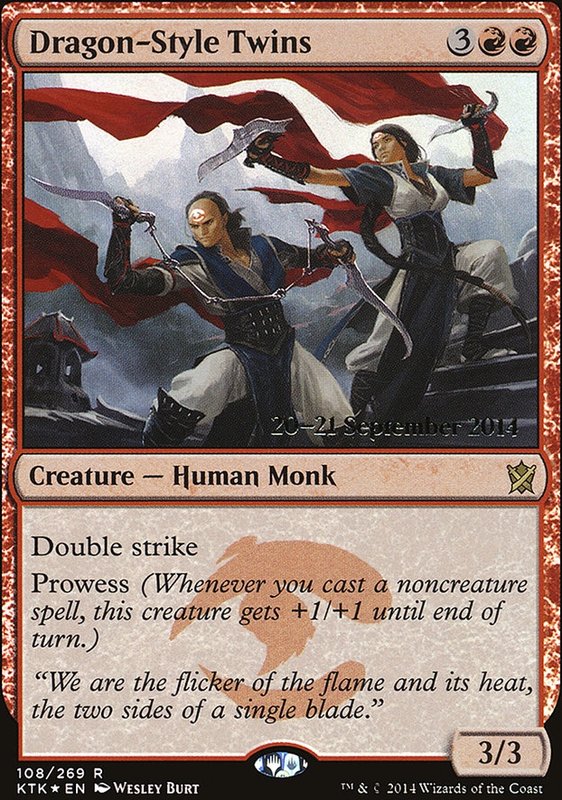 Dragon-Style Twins 3
20–21 September 2014
Creature — Human Monk
Double strike
Prowess (Whenever you cast a noncreature
spell, this creature gets +1/+1 until end of
turn.)
“We are the flicker of the flame and its heat,
the two sides of a single blade.”
3/3
108/269 R
KTK★EN Wesley Burt
™ & © 2014 Wizards of the Coast